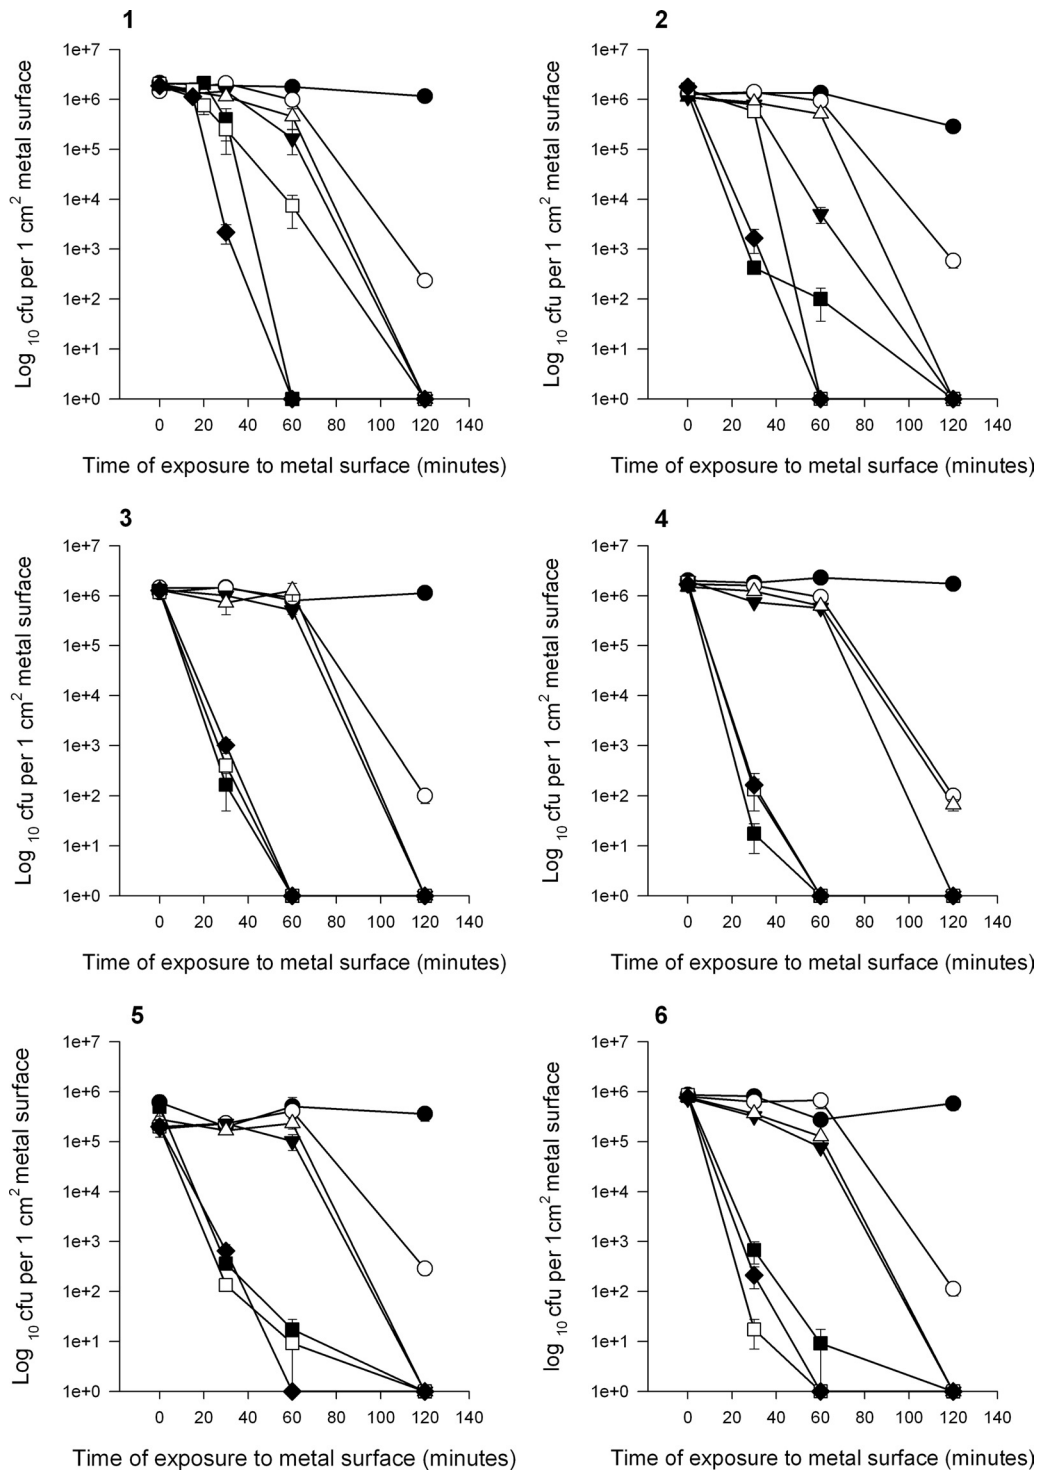 1
Log 10 cfu per 1 cm2 metal surface
1e+7
1e+6
1e+5
1e+4
1e+3
1e+2
1e+1
1e+0
0 20 40 60 80 100 120 140
Time of exposure to metal surface (minutes)
2
Log 10 cfu per 1 cm2 metal surface
1e+7
1e+6
1e+5
1e+4
1e+3
1e+2
1e+1
1e+0
0 20 40 60 80 100 120 140
Time of exposure to metal surface (minutes)
3
Log 10 cfu per 1 cm2 metal surface
1e+7
1e+6
1e+5
1e+4
1e+3
1e+2
1e+1
1e+0
0 20 40 60 80 100 120 140
Time of exposure to metal surface (minutes)
4
Log 10 cfu per 1 cm2 metal surface
1e+7
1e+6
1e+5
1e+4
1e+3
1e+2
1e+1
1e+0
0 20 40 60 80 100 120 140
Time of exposure to metal surface (minutes)
5
Log 10 cfu per 1 cm2 metal surface
1e+7
1e+6
1e+5
1e+4
1e+3
1e+2
1e+1
1e+0
0 20 40 60 80 100 120 140
Time of exposure to metal surface (minutes)
6
log 10 cfu per 1cm2 metal surface
1e+7
1e+6
1e+5
1e+4
1e+3
1e+2
1e+1
1e+0
0 20 40 60 80 100 120 140
Time of exposure to metal surface (minutes)